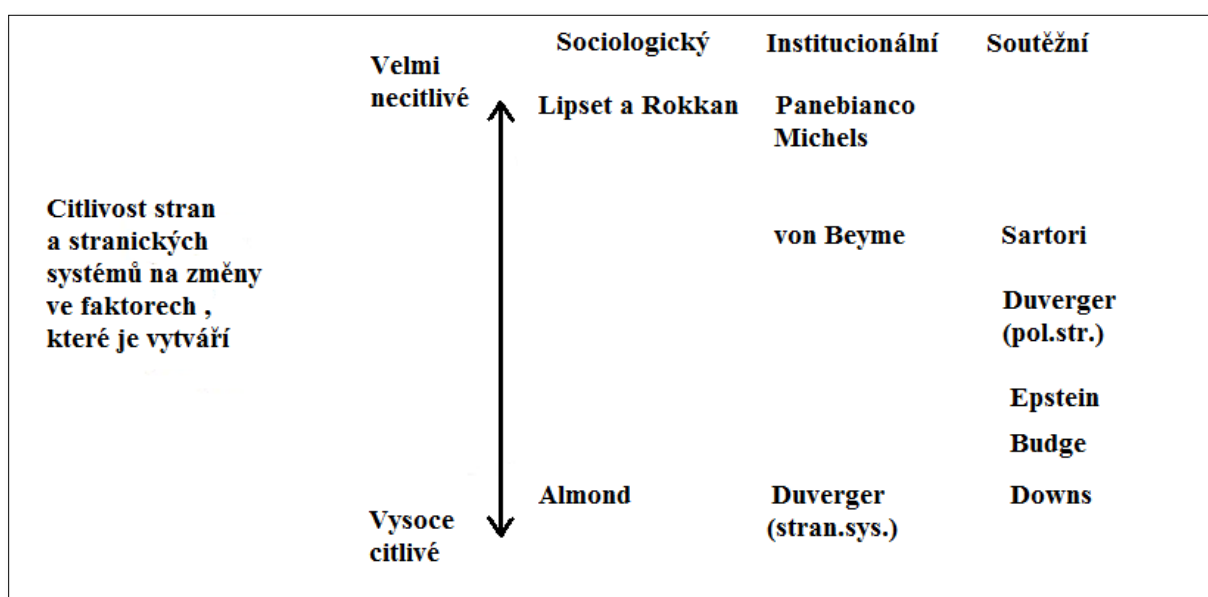 Sociologický Institucionální Soutěžní
Velmi
necitlivé
Lipset a Rokkan Panebianco
Michels
Citlivost stran
a stranických
systémů na změny
ve faktorech ,
které je vytváří
von Beyme Sartori
Duverger
(pol.str.)
Epstein
Budge
Almond Duverger Downs
(stran.sys.)
Vysoce
citlivé